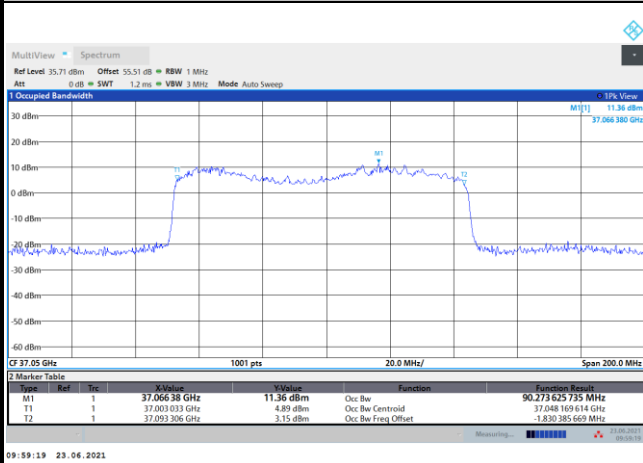 MultiView Spectrum
Ref Level 35.71 dBm Offset 55.51 dB RBW 1 MHz
Att 0 dB SWT 1.2 ms VBW 3 MHz Mode Auto Sweep
1 Occupied Bandwidth 1Pk View
M1[1] 11.36 dBm
37.066 380 GHz
30 dBm
20 dBm
M1
10 dBm
T1
T2
0 dBm
-10 dBm
-20 dBm
-30 dBm
-40 dBm
-50 dBm
-60 dBm
CF 37.05 GHz 1001 pts 20.0 MHz/ Span 200.0 MHz
2 Marker Table
Type Ref Trc X-Value Y-Value Function Function Result
M1 1 37.066 38 GHz 11.36 dBm Occ Bw 90.273 625 735 MHz
T1 1 37.003 033 GHz 4.89 dBm Occ Bw Centroid 37.048 169 614 GHz
T2 1 37.093 306 GHz 3.15 dBm Occ Bw Freq Offset -1.830 385 669 MHz
Measuring... 23.06.2021
09:59:19
09:59:19 23.06.2021